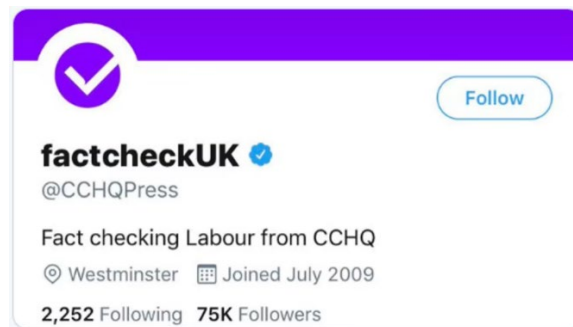 Follow
factcheckUK
@CCHQPress
Fact checking Labour from CCHQ
Westminster Joined July 2009
2,252 Following 75K Followers